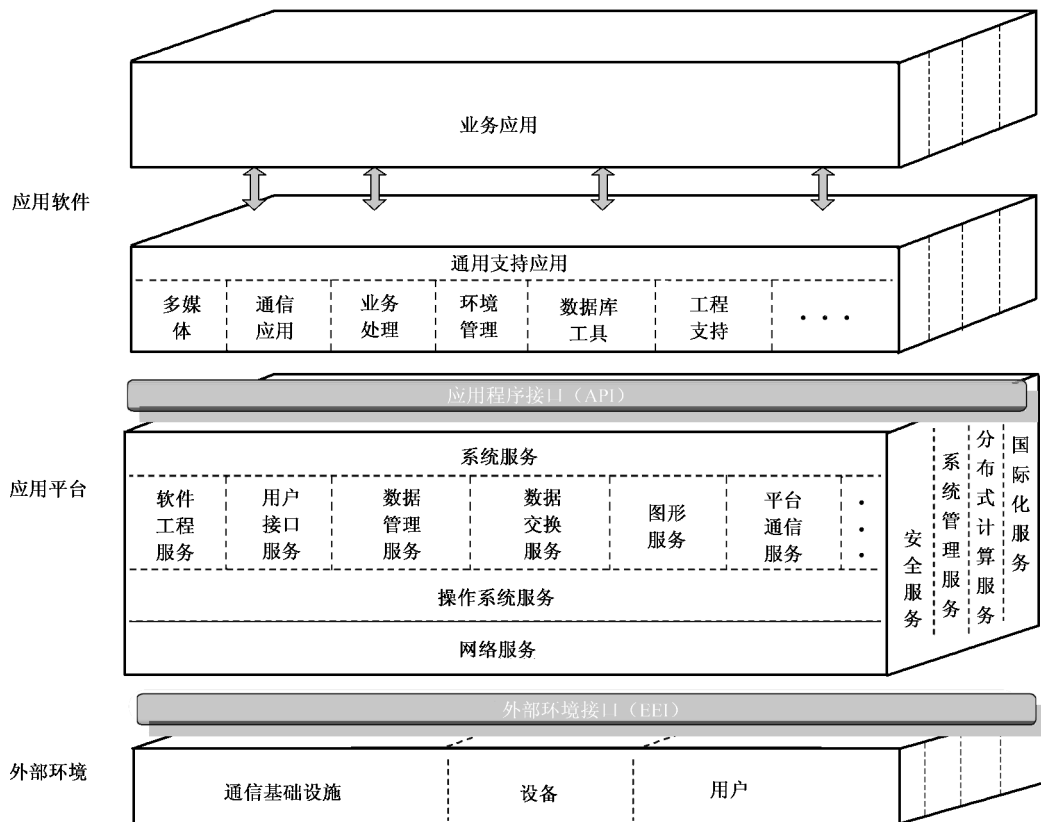 业务应用
应用软件
通用支持应用
多媒
体
通信
应用
业务
处理
环境
管理
数据库
工具
工程
支持
...
应用程序接口（API）
应用平台
系统服务
软件
工程
服务
用户
接口
服务
数据
管理
服务
数据
交换
服务
图形
服务
平台
通信
服务
...
操作系统服务
网络服务
安全服务
系统管理服务
分布式计算服务
国际化服务
外部环境接口（EEI）
外部环境
通信基础设施
设备
用户